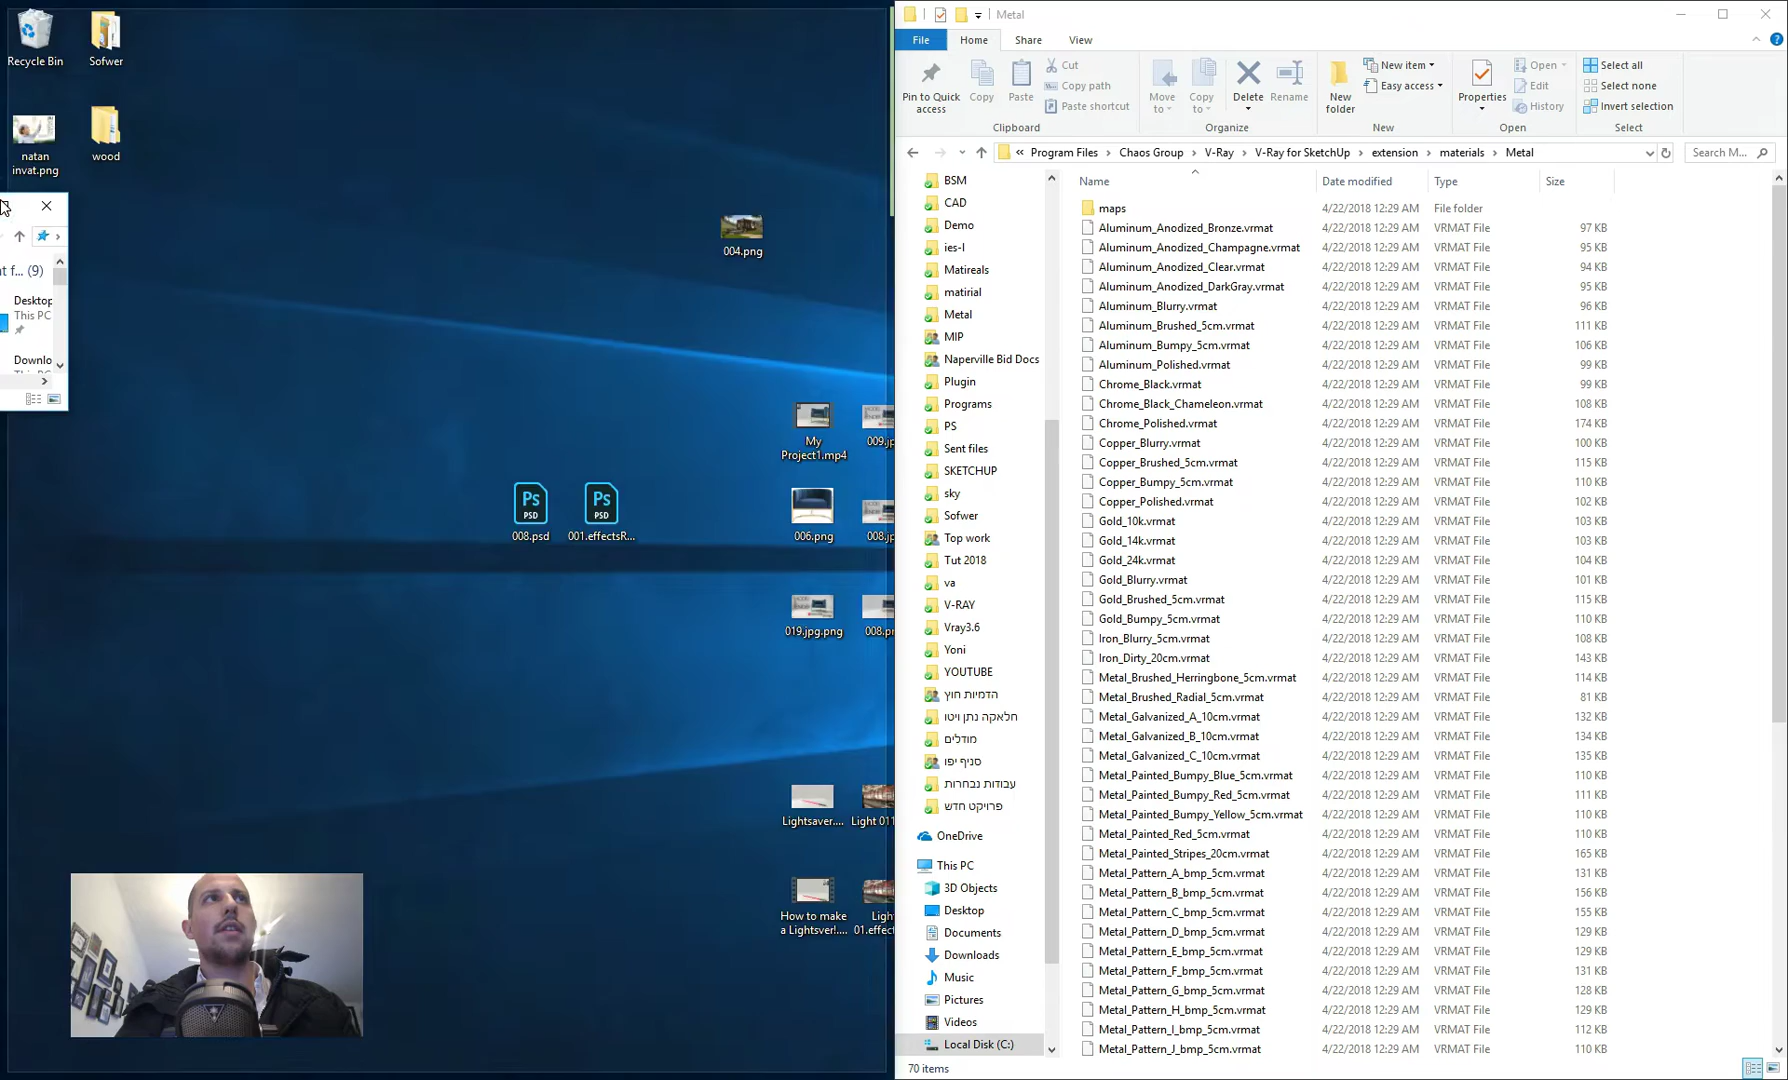 Recycle Bin
Sofwer
natan
invat.png
wood
t f... (9)
Desktop
This PC
Downlo
004.png
My
Project1.mp4
009.jp
008.psd
001.effectsR...
006.png
008.jp
019.jpg.png
008.pr
Lightsaver....
Light 011
How to make
a Lightsver!....
Ligh
01.effec
Metal
File
Home
Share
View
Pin to Quick
access
Copy
Paste
Cut
Copy path
Paste shortcut
Clipboard
Move
to
Copy
to
Delete
Rename
Organize
New
folder
New item
Easy access
New
Properties
Open
Edit
History
Open
Select all
Select none
Invert selection
Select
« Program Files > Chaos Group > V-Ray > V-Ray for SketchUp > extension > materials > Metal
Search M...
BSM
CAD
Demo
ies-l
Matireals
matirial
Metal
MIP
Naperville Bid Docs
Plugin
Programs
PS
Sent files
SKETCHUP
sky
Sofwer
Top work
Tut 2018
va
V-RAY
Vray3.6
Yoni
YOUTUBE
הדמיות חוץ
חלאקה נתן ויטו
מודלים
סניף יפו
עבודות נבחרות
פרויקט חדש
OneDrive
This PC
3D Objects
Desktop
Documents
Downloads
Music
Pictures
Videos
Local Disk (C:)
Name Date modified Type Size
maps 4/22/2018 12:29 AM File folder
Aluminum_Anodized_Bronze.vrmat 4/22/2018 12:29 AM VRMAT File 97 KB
Aluminum_Anodized_Champagne.vrmat 4/22/2018 12:29 AM VRMAT File 95 KB
Aluminum_Anodized_Clear.vrmat 4/22/2018 12:29 AM VRMAT File 94 KB
Aluminum_Anodized_DarkGray.vrmat 4/22/2018 12:29 AM VRMAT File 95 KB
Aluminum_Blurry.vrmat 4/22/2018 12:29 AM VRMAT File 96 KB
Aluminum_Brushed_5cm.vrmat 4/22/2018 12:29 AM VRMAT File 111 KB
Aluminum_Bumpy_5cm.vrmat 4/22/2018 12:29 AM VRMAT File 106 KB
Aluminum_Polished.vrmat 4/22/2018 12:29 AM VRMAT File 99 KB
Chrome_Black.vrmat 4/22/2018 12:29 AM VRMAT File 99 KB
Chrome_Black_Chameleon.vrmat 4/22/2018 12:29 AM VRMAT File 108 KB
Chrome_Polished.vrmat 4/22/2018 12:29 AM VRMAT File 174 KB
Copper_Blurry.vrmat 4/22/2018 12:29 AM VRMAT File 100 KB
Copper_Brushed_5cm.vrmat 4/22/2018 12:29 AM VRMAT File 115 KB
Copper_Bumpy_5cm.vrmat 4/22/2018 12:29 AM VRMAT File 110 KB
Copper_Polished.vrmat 4/22/2018 12:29 AM VRMAT File 102 KB
Gold_10k.vrmat 4/22/2018 12:29 AM VRMAT File 103 KB
Gold_14k.vrmat 4/22/2018 12:29 AM VRMAT File 103 KB
Gold_24k.vrmat 4/22/2018 12:29 AM VRMAT File 104 KB
Gold_Blurry.vrmat 4/22/2018 12:29 AM VRMAT File 101 KB
Gold_Brushed_5cm.vrmat 4/22/2018 12:29 AM VRMAT File 115 KB
Gold_Bumpy_5cm.vrmat 4/22/2018 12:29 AM VRMAT File 110 KB
Iron_Blurry_5cm.vrmat 4/22/2018 12:29 AM VRMAT File 108 KB
Iron_Dirty_20cm.vrmat 4/22/2018 12:29 AM VRMAT File 143 KB
Metal_Brushed_Herringbone_5cm.vrmat 4/22/2018 12:29 AM VRMAT File 114 KB
Metal_Brushed_Radial_5cm.vrmat 4/22/2018 12:29 AM VRMAT File 81 KB
Metal_Galvanized_A_10cm.vrmat 4/22/2018 12:29 AM VRMAT File 132 KB
Metal_Galvanized_B_10cm.vrmat 4/22/2018 12:29 AM VRMAT File 134 KB
Metal_Galvanized_C_10cm.vrmat 4/22/2018 12:29 AM VRMAT File 135 KB
Metal_Painted_Bumpy_Blue_5cm.vrmat 4/22/2018 12:29 AM VRMAT File 110 KB
Metal_Painted_Bumpy_Red_5cm.vrmat 4/22/2018 12:29 AM VRMAT File 111 KB
Metal_Painted_Bumpy_Yellow_5cm.vrmat 4/22/2018 12:29 AM VRMAT File 110 KB
Metal_Painted_Red_5cm.vrmat 4/22/2018 12:29 AM VRMAT File 110 KB
Metal_Painted_Stripes_20cm.vrmat 4/22/2018 12:29 AM VRMAT File 165 KB
Metal_Pattern_A_bmp_5cm.vrmat 4/22/2018 12:29 AM VRMAT File 131 KB
Metal_Pattern_B_bmp_5cm.vrmat 4/22/2018 12:29 AM VRMAT File 156 KB
Metal_Pattern_C_bmp_5cm.vrmat 4/22/2018 12:29 AM VRMAT File 155 KB
Metal_Pattern_D_bmp_5cm.vrmat 4/22/2018 12:29 AM VRMAT File 129 KB
Metal_Pattern_E_bmp_5cm.vrmat 4/22/2018 12:29 AM VRMAT File 129 KB
Metal_Pattern_F_bmp_5cm.vrmat 4/22/2018 12:29 AM VRMAT File 131 KB
Metal_Pattern_G_bmp_5cm.vrmat 4/22/2018 12:29 AM VRMAT File 128 KB
Metal_Pattern_H_bmp_5cm.vrmat 4/22/2018 12:29 AM VRMAT File 129 KB
Metal_Pattern_I_bmp_5cm.vrmat 4/22/2018 12:29 AM VRMAT File 112 KB
Metal_Pattern_J_bmp_5cm.vrmat 4/22/2018 12:29 AM VRMAT File 110 KB
70 items